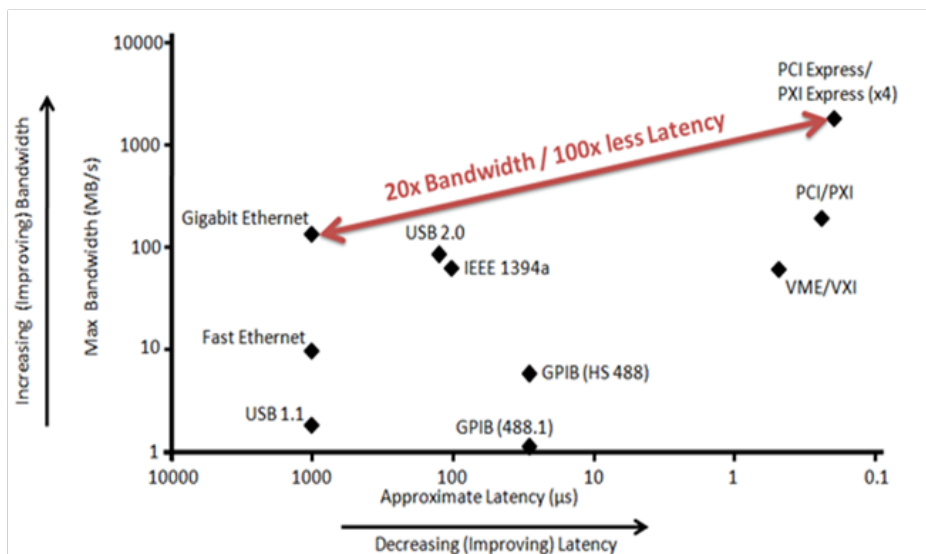 Increasing (Improving) Bandwidth
Max Bandwidth (MB/s)
10000
1000
100
10
1
PCI Express/
PXI Express (x4)
20x Bandwidth / 100x less Latency
PCI/PXI
Gigabit Ethernet
USB 2.0
IEEE 1394a
VME/VXI
Fast Ethernet
GPIB (HS 488)
USB 1.1
GPIB (488.1)
10000 1000 100 10 1 0.1
Approximate Latency (µs)
Decreasing (Improving) Latency